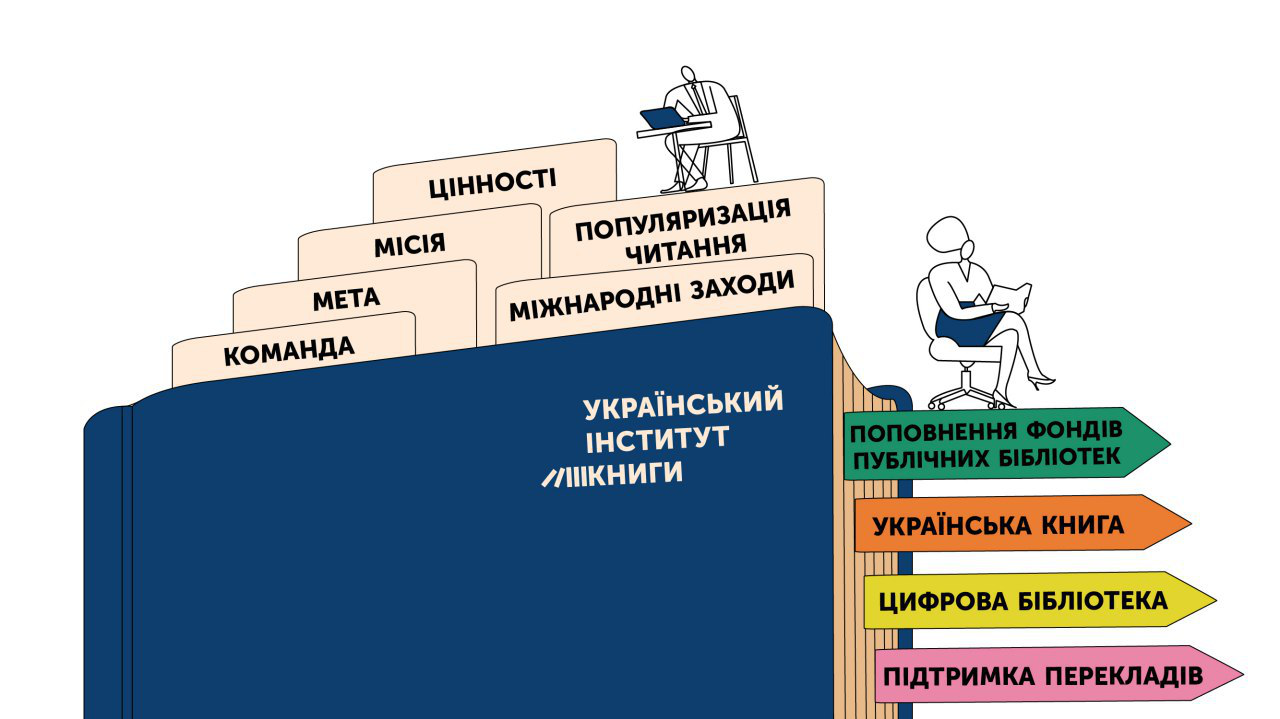 ЦІННОСТІ
МІСІЯ
МЕТА
КОМАНДА
ПОПУЛЯРИЗАЦІЯ
ЧИТАННЯ
МІЖНАРОДНІ ЗАХОДИ
УКРАЇНСЬКИЙ
ІНСТИТУТ
КНИГИ
ПОПОВНЕННЯ ФОНДІВ
ПУБЛІЧНИХ БІБЛІОТЕК
УКРАЇНСЬКА КНИГА
ЦИФРОВА БІБЛІОТЕКА
ПІДТРИМКА ПЕРЕКЛАДІВ